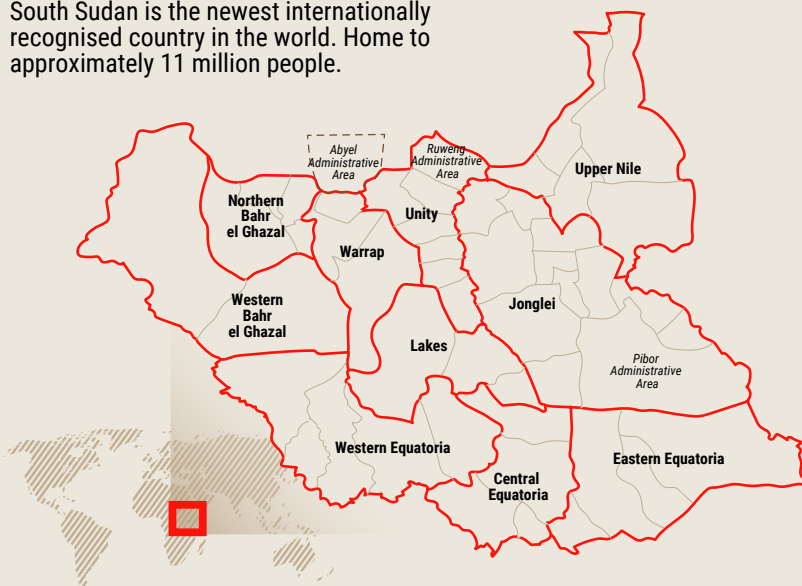 South Sudan is the newest internationally
recognised country in the world. Home to
approximately 11 million people.
Abyel
Administrative
Area
Ruweng
Administrative
Area
Upper Nile
Northern
Bahr
el Ghazal
Unity
Warrap
Western
Bahr
el Ghazal
Jonglei
Lakes
Pibor
Administrative
Area
Western Equatoria
Eastern Equatoria
Central
Equatoria